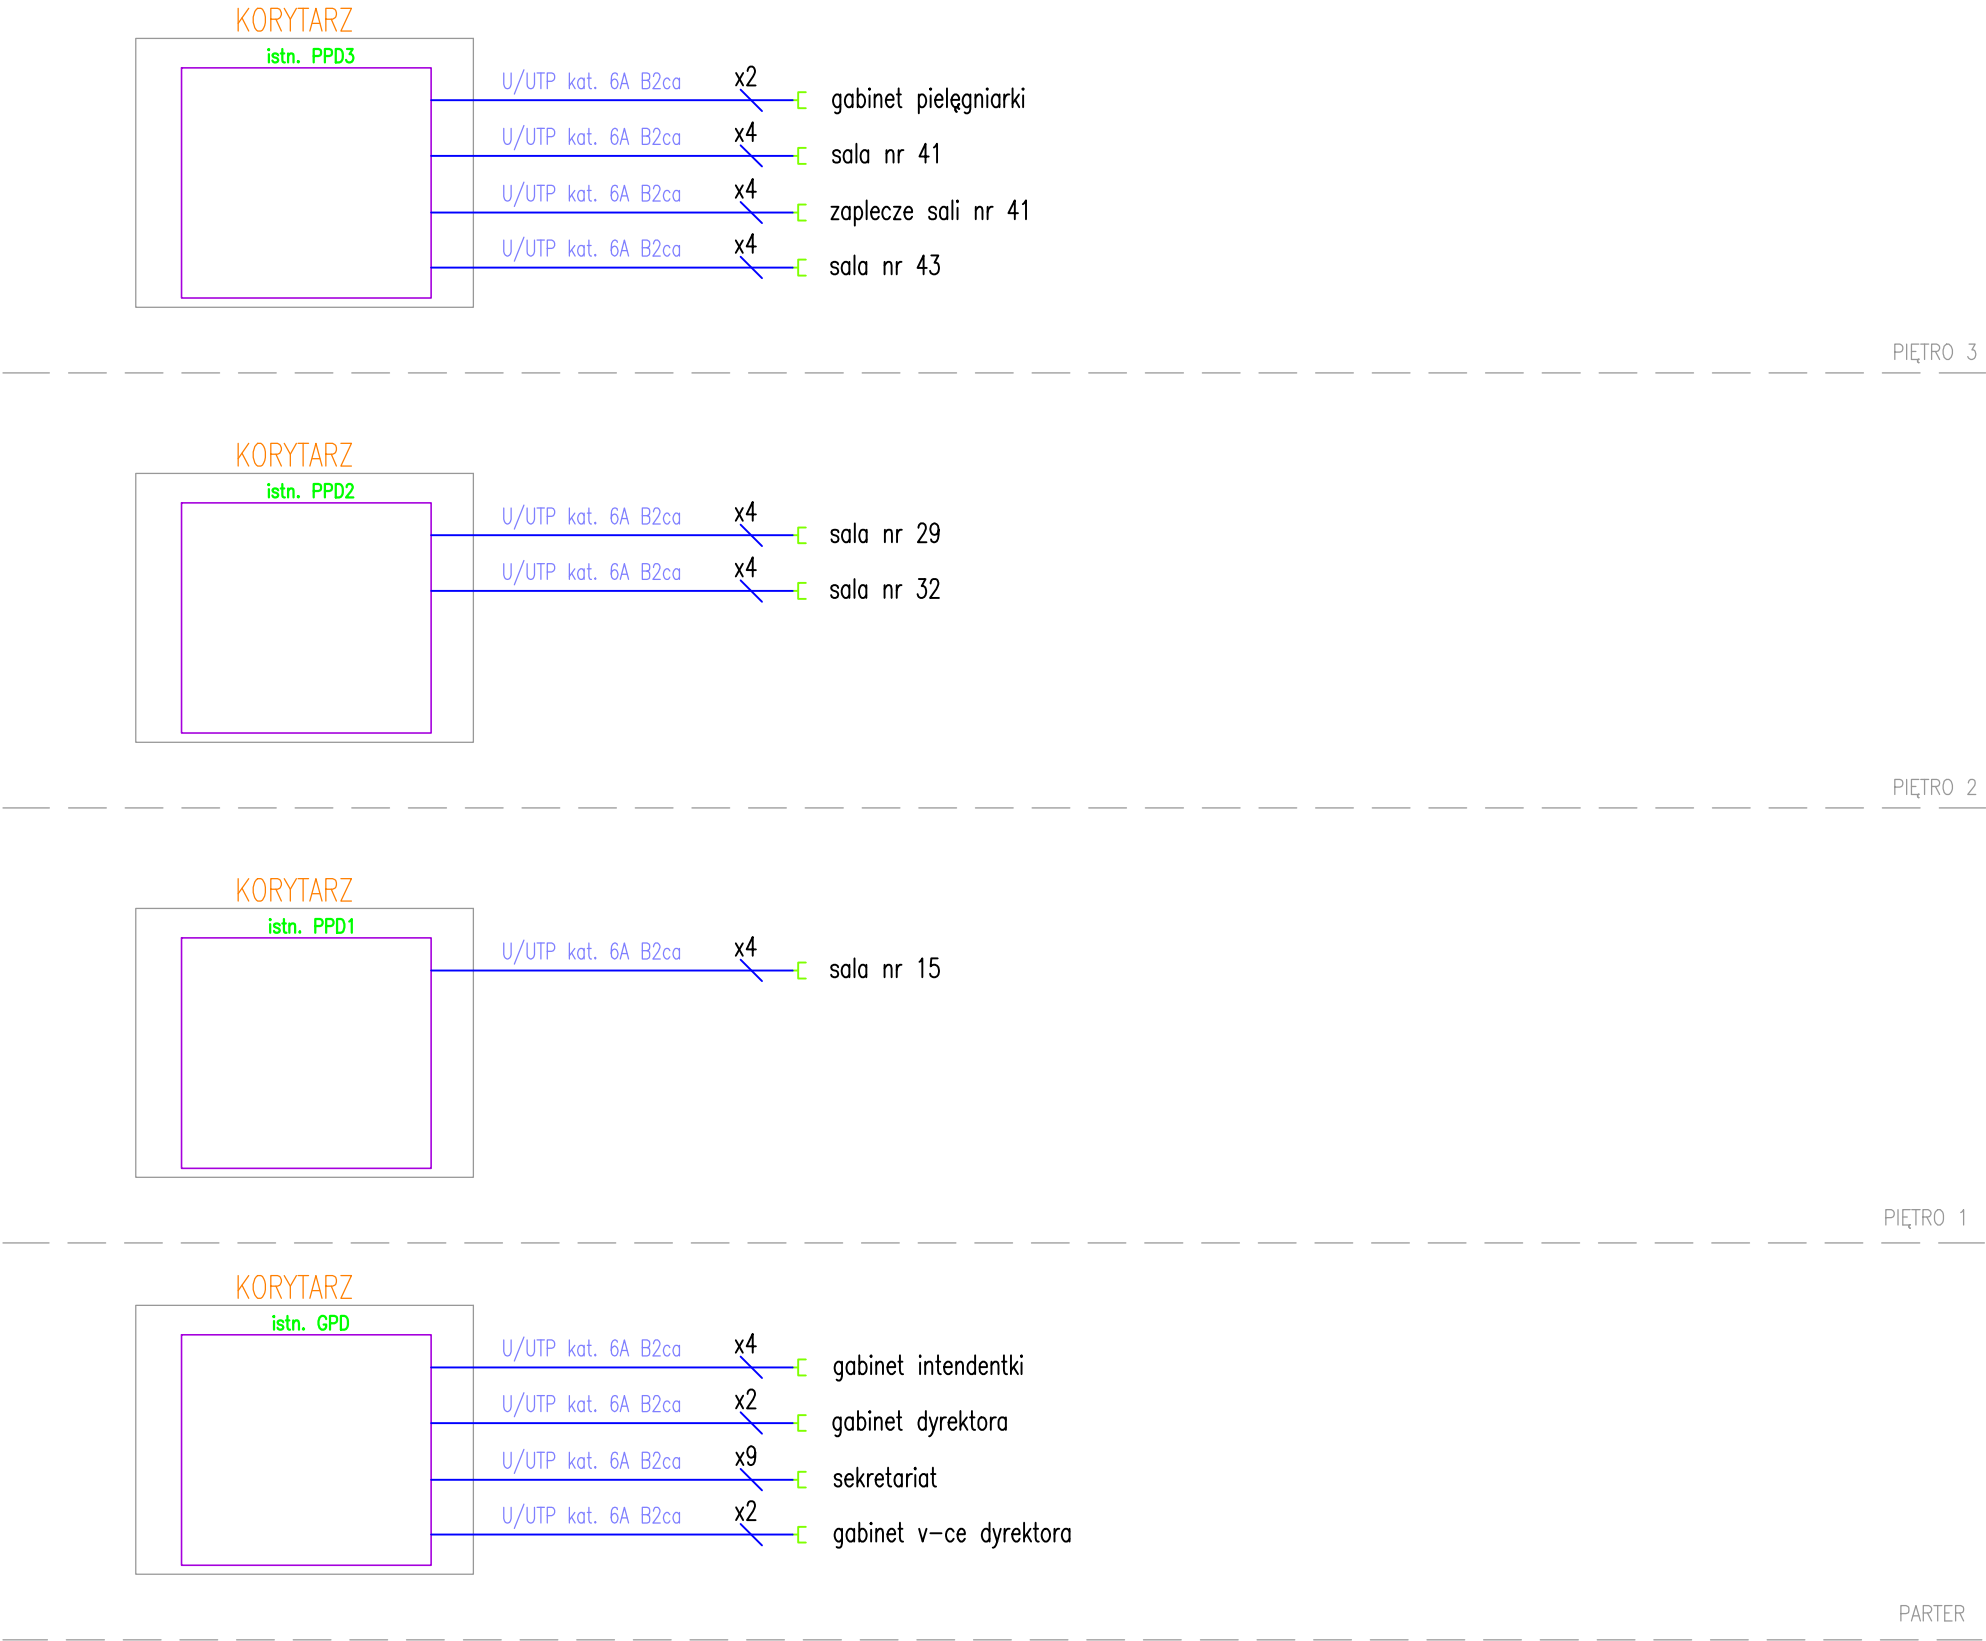 KORYTARZ
istn. PPD3
U/UTP kat. 6A B2ca x2 gabinet pielęgniarki
U/UTP kat. 6A B2ca x4 sala nr 41
U/UTP kat. 6A B2ca x4 zaplecze sali nr 41
U/UTP kat. 6A B2ca x4 sala nr 43
PIĘTRO 3
KORYTARZ
istn. PPD2
U/UTP kat. 6A B2ca x4 sala nr 29
U/UTP kat. 6A B2ca x4 sala nr 32
PIĘTRO 2
KORYTARZ
istn. PPD1
U/UTP kat. 6A B2ca x4 sala nr 15
PIĘTRO 1
KORYTARZ
istn. GPD
U/UTP kat. 6A B2ca x4 gabinet intendentki
U/UTP kat. 6A B2ca x2 gabinet dyrektora
U/UTP kat. 6A B2ca x9 sekretariat
U/UTP kat. 6A B2ca x2 gabinet v-ce dyrektora
PARTER